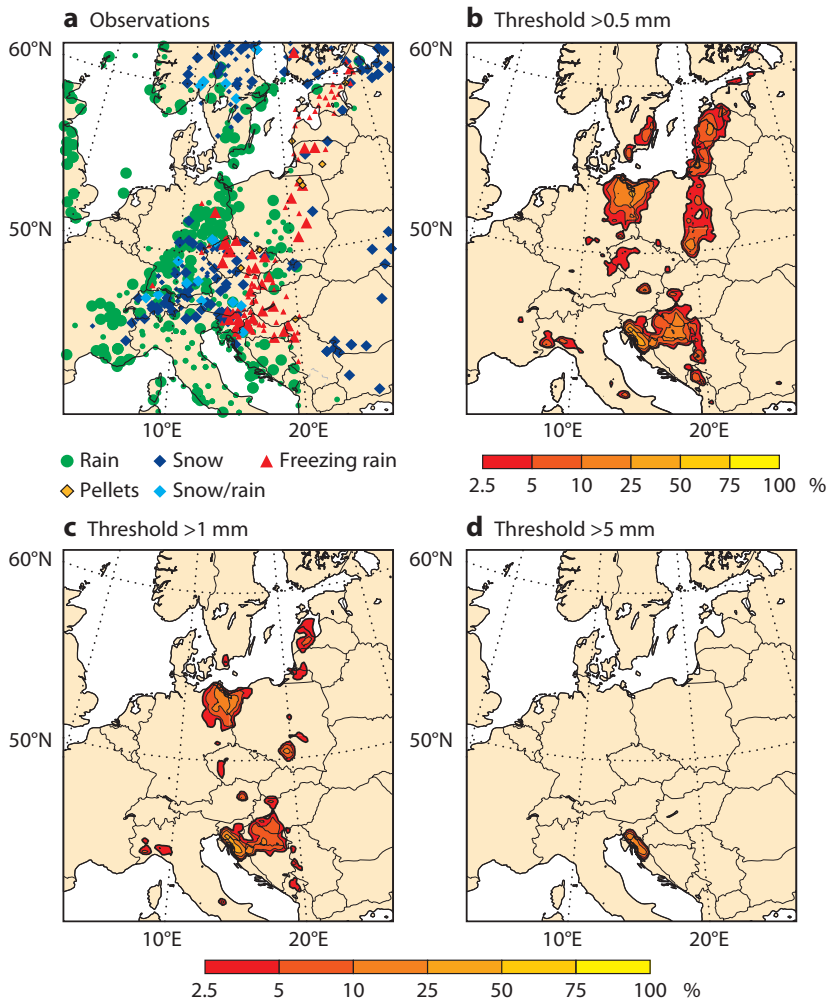 a Observations
60°N
50°N
10°E 20°E
Rain Snow Freezing rain
Pellets Snow/rain
b Threshold >0.5 mm
60°N
50°N
10°E 20°E
2.5 5 10 25 50 75 100 %
c Threshold >1 mm
60°N
50°N
10°E 20°E
d Threshold >5 mm
60°N
50°N
10°E 20°E
2.5 5 10 25 50 75 100 %